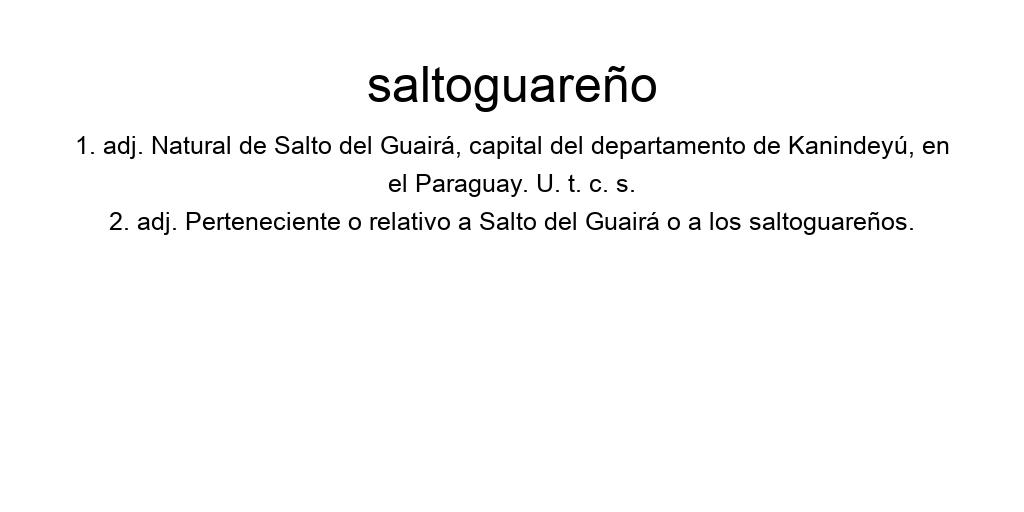 saltoguareño
1. adj. Natural de Salto del Guairá, capital del departamento de Kanindeyú, en
el Paraguay. U. t. c. s.
2. adj. Perteneciente o relativo a Salto del Guairá o a los saltoguareños.